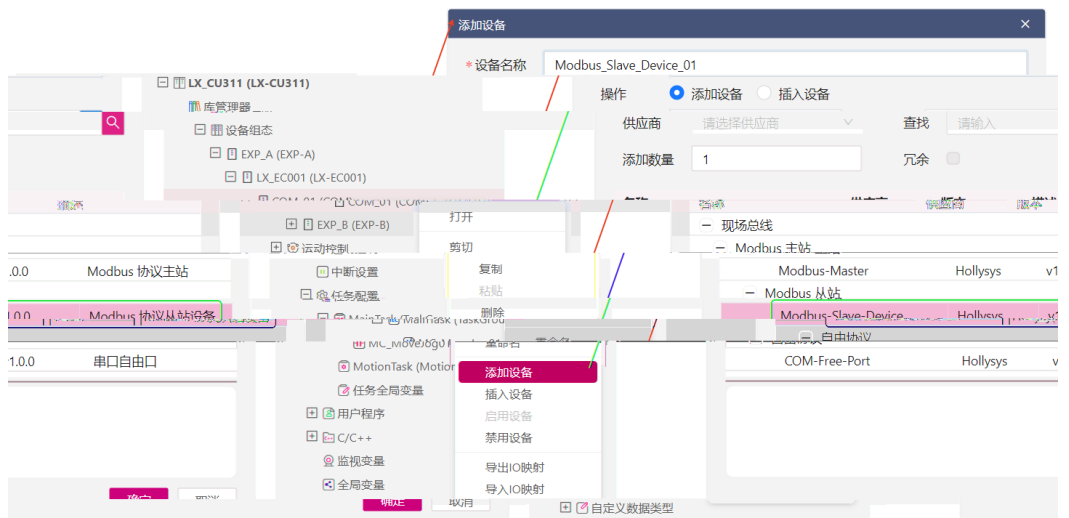 添加设备
*设备名称 Modbus_Slave_Device_01
LX_CU311 (LX-CU311)
操作 添加设备 插入设备
库管理器
供应商 请选择供应商 查找 请输入
设备组态
EXP_A (EXP-A)
添加数量 1 冗余
LX_EC001 (LX-EC001)
打开
EXP_B (EXP-B)
现场总线
运动控制
剪切
Modbus 主站
1.0.0 Modbus 协议主站
中断设置
复制
Modbus-Master Hollysys v1
任务配置
粘贴
Modbus 从站
Modbus 协议从站设备
删除
Modbus-Slave-Device Hollysys v1
自由协议
1.0.0 串口自由口
MotionTask (Motion
添加设备
COM-Free-Port Hollysys v
任务全局变量
插入设备
用户程序
启用设备
C/C++
禁用设备
监视变量
导出IO映射
全局变量
导入IO映射
确定 取消
自定义数据类型